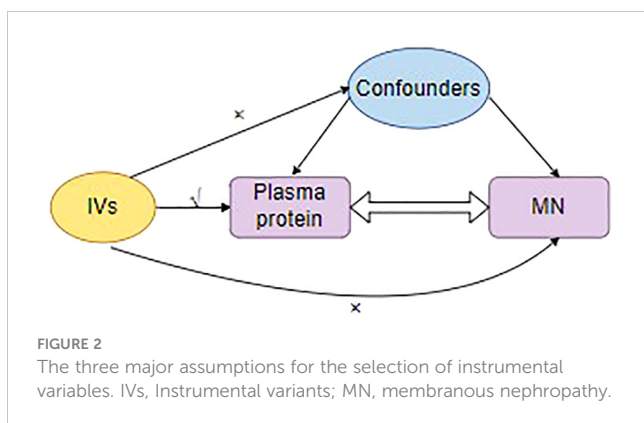 Confounders
×
IVs
√
Plasma
protein
MN
×
FIGURE 2
The three major assumptions for the selection of instrumental
variables. IVs, Instrumental variants; MN, membranous nephropathy.